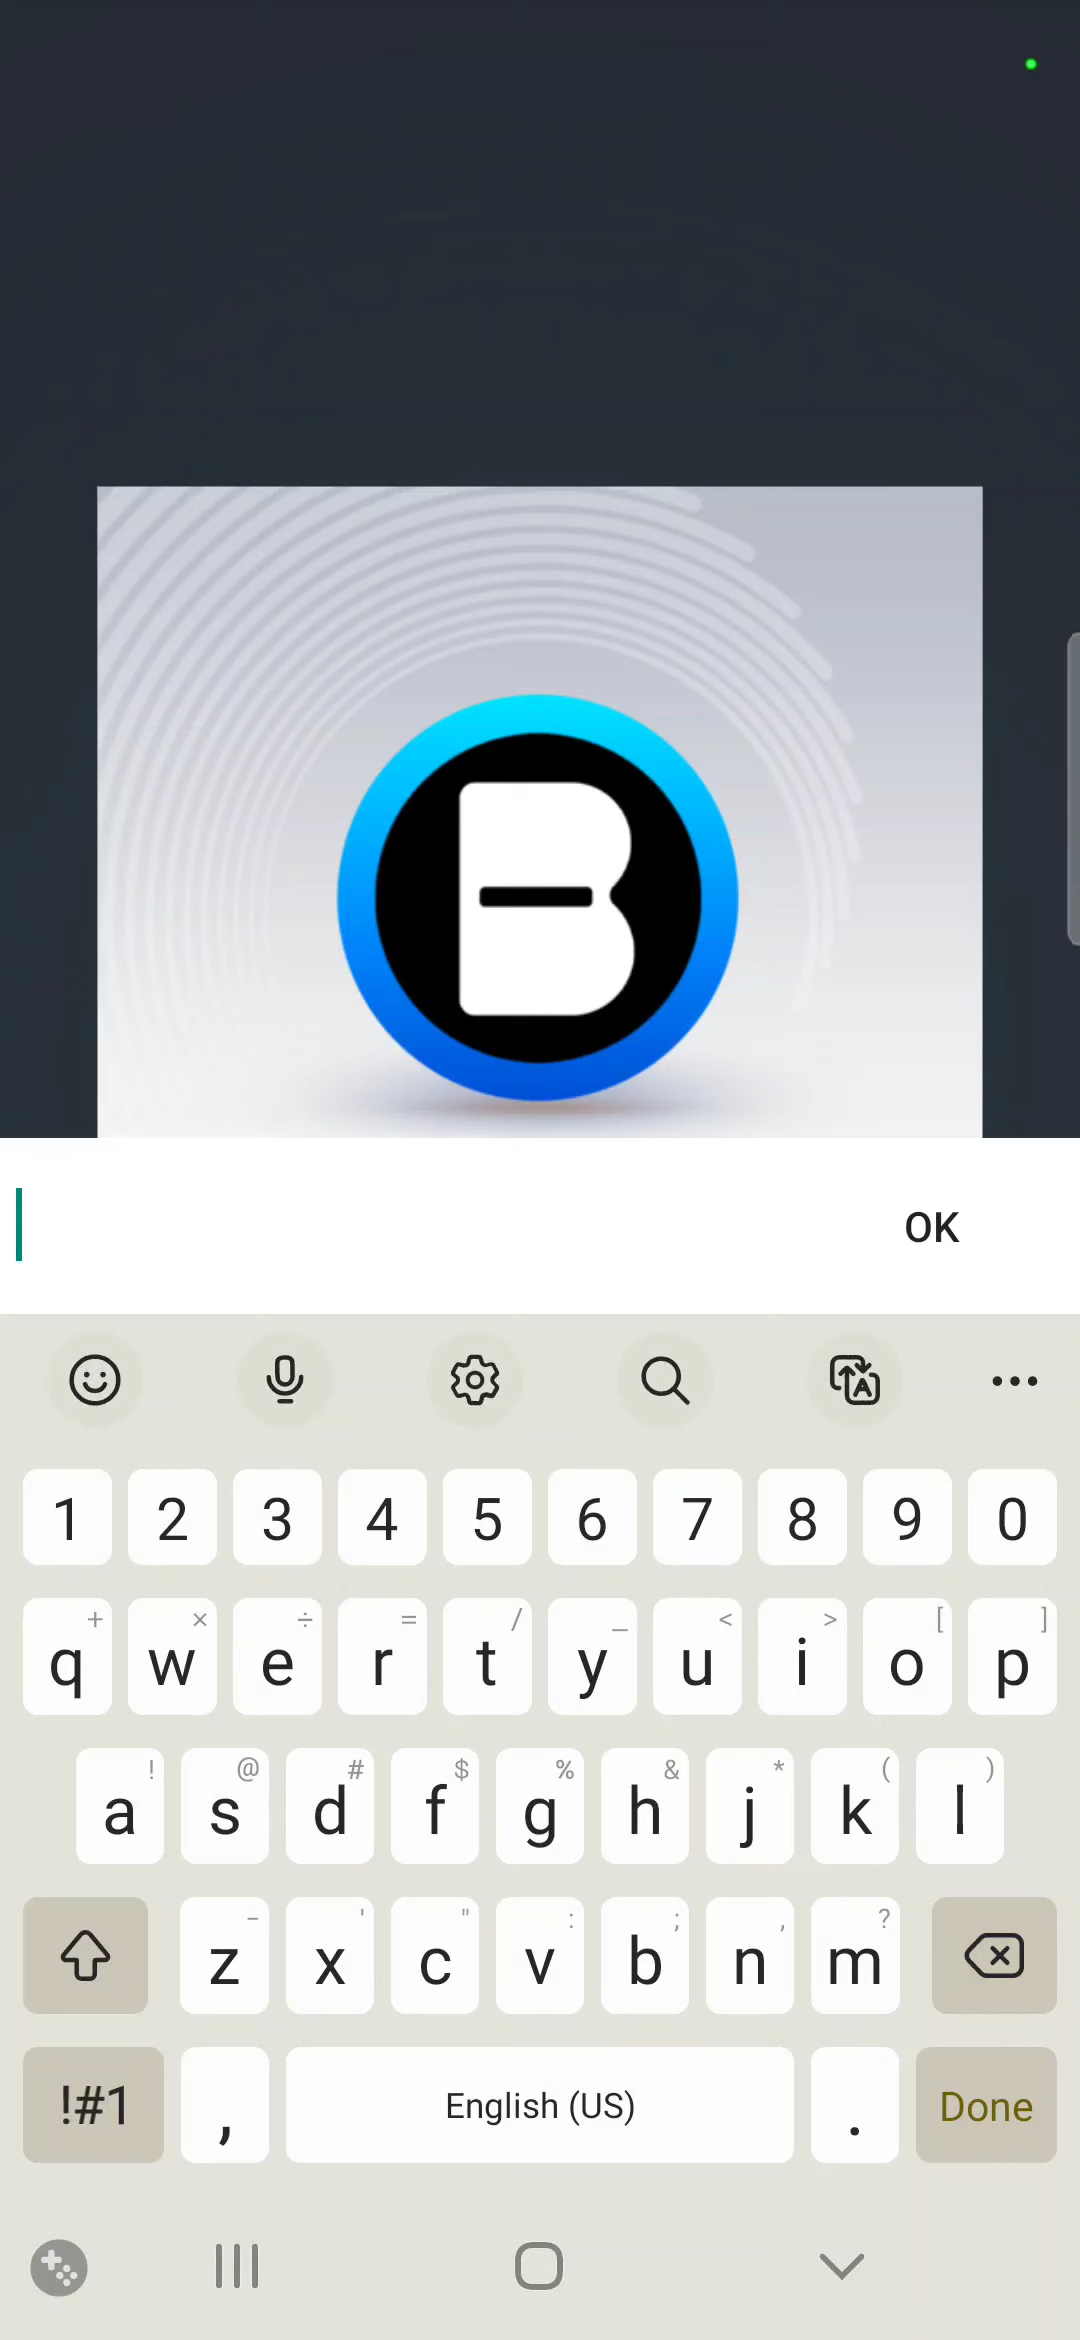 B
OK
1 2 3 4 5 6 7 8 9 0
+ × ÷ = / _ < > [ ]
q w e r t y u i o p
! @ # $ % & * ( )
a s d f g h j k l
- ' " : ; , ?
z x c v b n m
!#1 , English (US) . Done